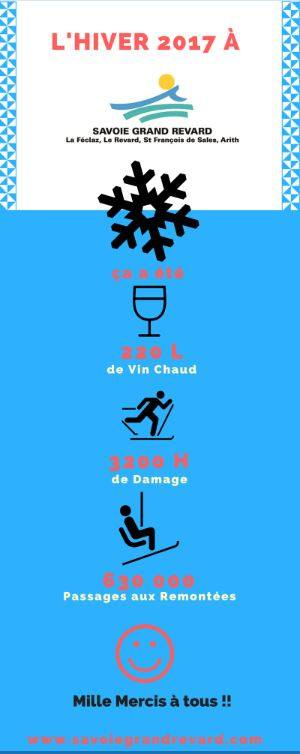 L'HIVER 2017 À
SAVOIE GRAND REVARD
La Féclaz, Le Revard, St François de Sales, Arith
ça a été
220 L
de Vin Chaud
3200 H
de Damage
630 000
Passages aux Remontées
Mille Mercis à tous !!
www.savoiegrandrevard.com